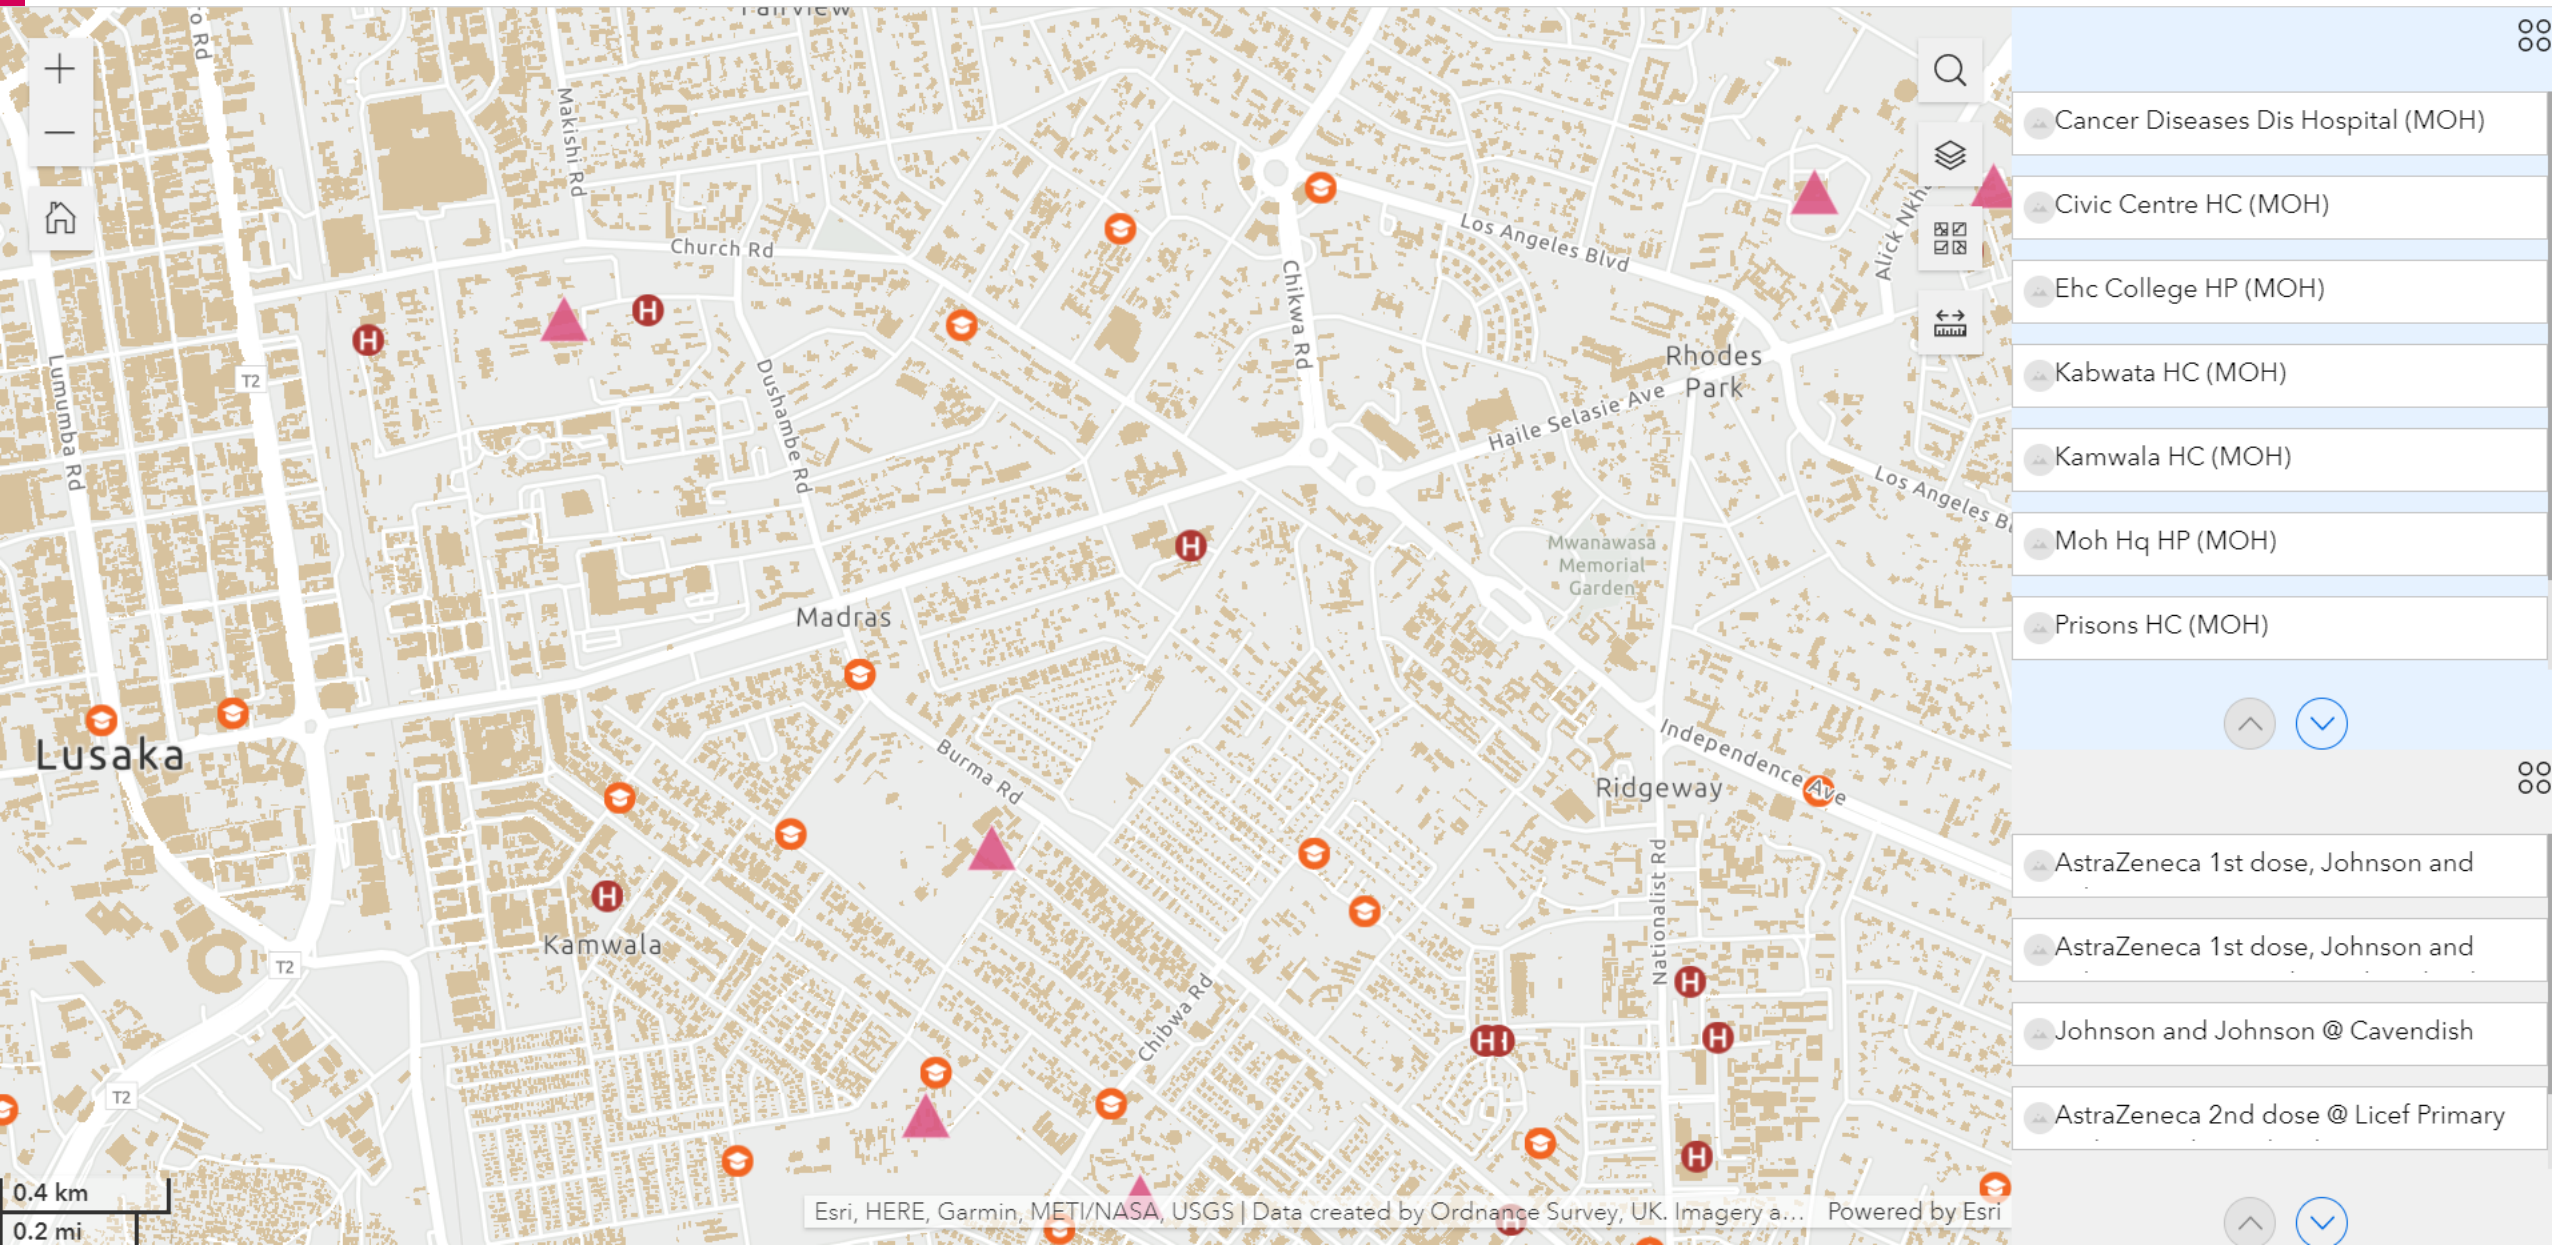 Fairview
o Rd
Makishi Rd
Church Rd
Los Angeles Blvd
Alick Nkh
Chikwa Rd
Rhodes
Park
T2
Lumumba Rd
Dushambe Rd
Haile Selasie Ave
Los Angeles B
Mwanawasa
Memorial
Garden
Madras
Lusaka
Burma Rd
Independence Ave
Ridgeway
Nationalist Rd
Kamwala
T2
Chibwa Rd
T2
H
H
H
H
H
H
H
H
0.4 km
0.2 mi
Esri, HERE, Garmin, METI/NASA, USGS | Data created by Ordnance Survey, UK. Imagery a... Powered by Esri
Cancer Diseases Dis Hospital (MOH)
Civic Centre HC (MOH)
Ehc College HP (MOH)
Kabwata HC (MOH)
Kamwala HC (MOH)
Moh Hq HP (MOH)
Prisons HC (MOH)
AstraZeneca 1st dose, Johnson and
AstraZeneca 1st dose, Johnson and
Johnson and Johnson @ Cavendish
AstraZeneca 2nd dose @ Licef Primary